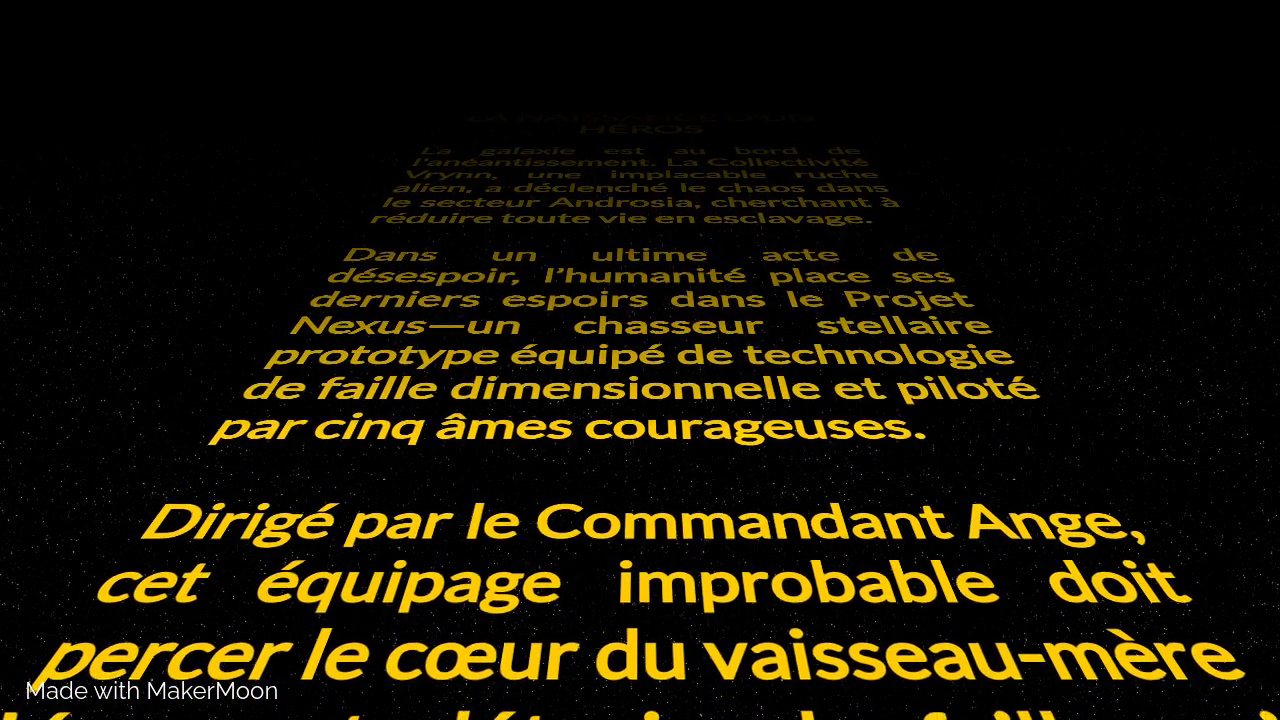 LA NAISSANCE D'UN
HÉROS
La galaxie est au bord de
l'anéantissement. La Collectivité
Vrynn, une implacable ruche
alien, a déclenché le chaos dans
le secteur Androsia, cherchant à
réduire toute vie en esclavage.
Dans un ultime acte de
désespoir, l'humanité place ses
derniers espoirs dans le Projet
Nexus—un chasseur stellaire
prototype équipé de technologie
de faille dimensionnelle et piloté
par cinq âmes courageuses.
Dirigé par le Commandant Ange,
cet équipage improbable doit
percer le cœur du vaisseau-mère
Made with MakerMoon